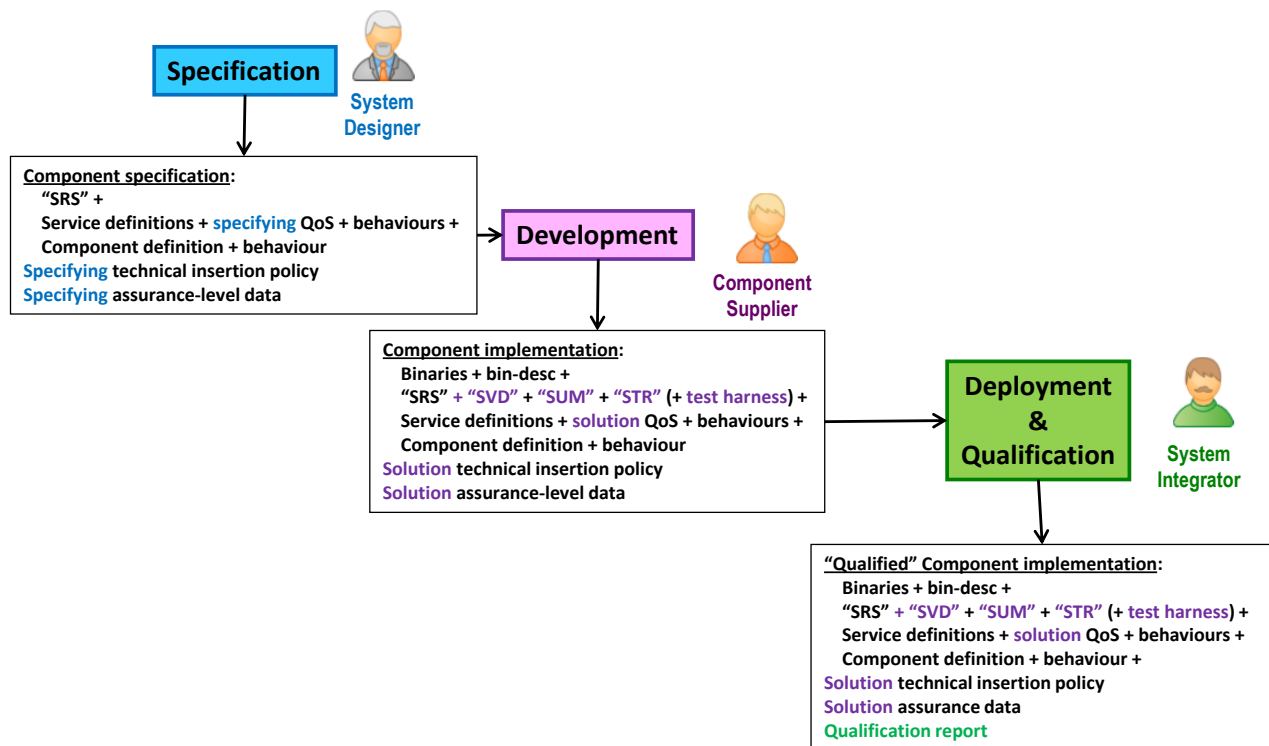 Specification
System
Designer
Component specification:
“SRS” +
Service definitions + specifying QoS + behaviours +
Component definition + behaviour
Specifying technical insertion policy
Specifying assurance-level data
Development
Component
Supplier
Component implementation:
Binaries + bin-desc +
“SRS” + “SVD” + “SUM” + “STR” (+ test harness) +
Service definitions + solution QoS + behaviours +
Component definition + behaviour
Solution technical insertion policy
Solution assurance-level data
Deployment
&
Qualification
System
Integrator
“Qualified” Component implementation:
Binaries + bin-desc +
“SRS” + “SVD” + “SUM” + “STR” (+ test harness) +
Service definitions + solution QoS + behaviours +
Component definition + behaviour +
Solution technical insertion policy
Solution assurance data
Qualification report